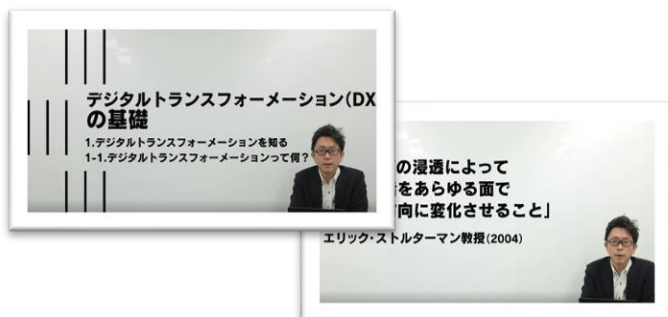 デジタルトランスフォーメーション(DX
の基礎
1.デジタルトランスフォーメーションを知る
1-1.デジタルトランスフォーメーションって何?
の浸透によって
をあらゆる面で
向に変化させること」
エリック・ストルターマン教授(2004)